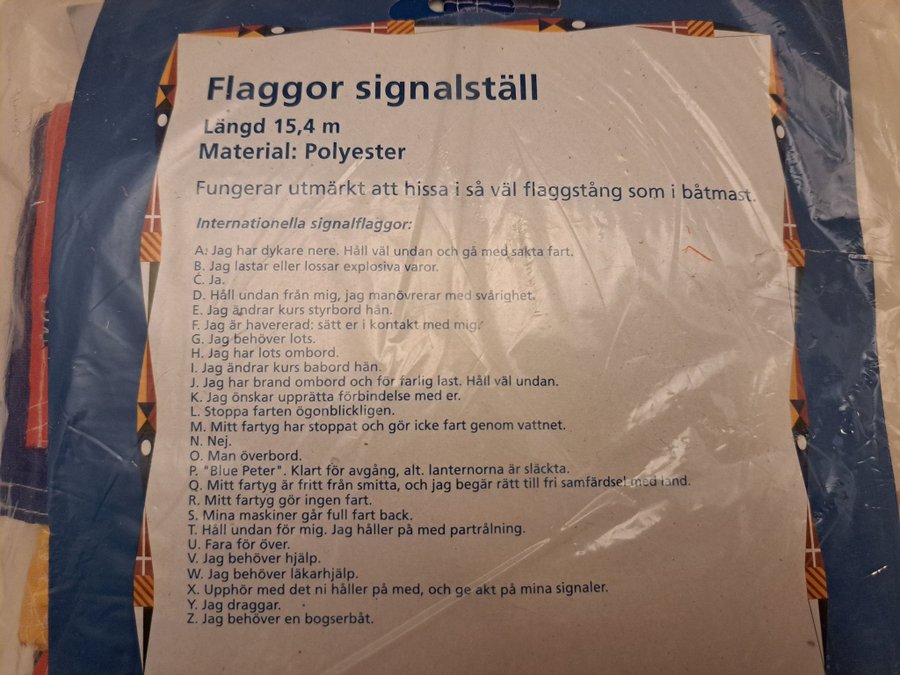 Flaggor signalställ
Längd 15,4 m
Material: Polyester
Fungerar utmärkt att hissa i så väl flaggstång som i båtmast.
Internationella signalflaggor:
A. Jag har dykare nere. Håll väl undan och gå med sakta fart.
B. Jag lastar eller lossar explosiva varor.
C. Ja.
D. Håll undan från mig, jag manövrerar med svårighet.
E. Jag ändrar kurs styrbord hän.
F. Jag är havererad: sätt er i kontakt med mig.
G. Jag behöver lots.
H. Jag har lots ombord.
I. Jag ändrar kurs babord hän.
J. Jag har brand ombord och för farlig last. Håll väl undan.
K. Jag önskar upprätta förbindelse med er.
L. Stoppa farten ögonblickligen.
M. Mitt fartyg har stoppat och gör icke fart genom vattnet.
N. Nej.
O. Man överbord.
P. "Blue Peter". Klart för avgång, alt. lanternorna är släckta.
Q. Mitt fartyg är fritt från smitta, och jag begär rätt till fri samfärdsel med land.
R. Mitt fartyg gör ingen fart.
S. Mina maskiner går full fart back.
T. Håll undan för mig. Jag håller på med partrålning.
U. Fara för över.
V. Jag behöver hjälp.
W. Jag behöver läkarhjälp.
X. Upphör med det ni håller på med, och ge akt på mina signaler.
Y. Jag draggar.
Z. Jag behöver en bogserbåt.